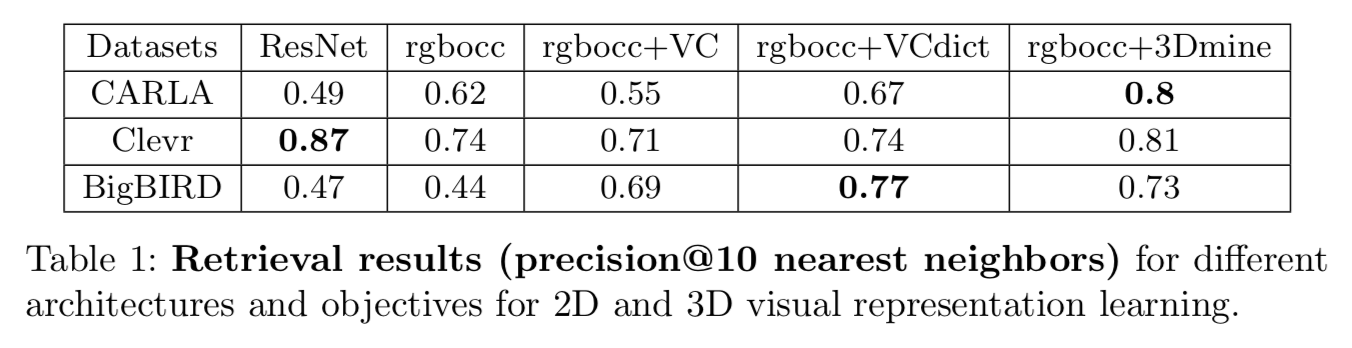 Datasets ResNet rgbocc rgbocc+VC rgbocc+VCdict rgbocc+3Dmine
CARLA 0.49 0.62 0.55 0.67 0.8
Clevr 0.87 0.74 0.71 0.74 0.81
BigBIRD 0.47 0.44 0.69 0.77 0.73
Table 1: Retrieval results (precision@10 nearest neighbors) for different
architectures and objectives for 2D and 3D visual representation learning.